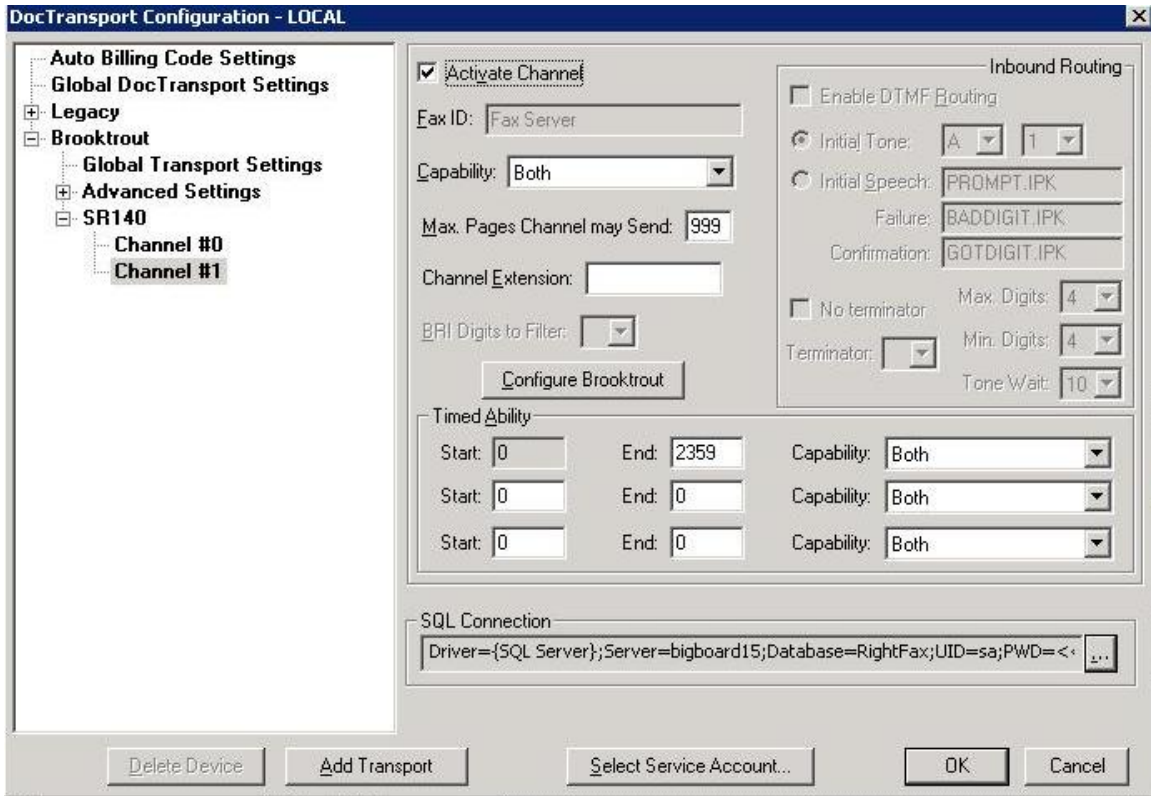 DocTransport Configuration - LOCAL
Auto Billing Code Settings
Global DocTransport Settings
Legacy
Brooktrout
Global Transport Settings
Advanced Settings
SR140
Channel #0
Channel #1
Activate Channel
Fax ID: Fax Server
Capability: Both
Max. Pages Channel may Send: 999
Channel Extension:
BRI Digits to Filter:
Configure Brooktrout
Inbound Routing
Enable DTMF Routing
Initial Tone: A 1
Initial Speech: PROMPT.IPK
Failure: BADDIGIT.IPK
Confirmation: GOTDIGIT.IPK
No terminator
Max. Digits: 4
Terminator:
Min. Digits: 4
Tone Wait: 10
Timed Ability
Start: 0 End: 2359 Capability: Both
Start: 0 End: 0 Capability: Both
Start: 0 End: 0 Capability: Both
SQL Connection
Driver={SQL Server};Server=bigboard15;Database=RightFax;UID=sa;PWD=<< ...
Delete Device Add Transport Select Service Account... OK Cancel